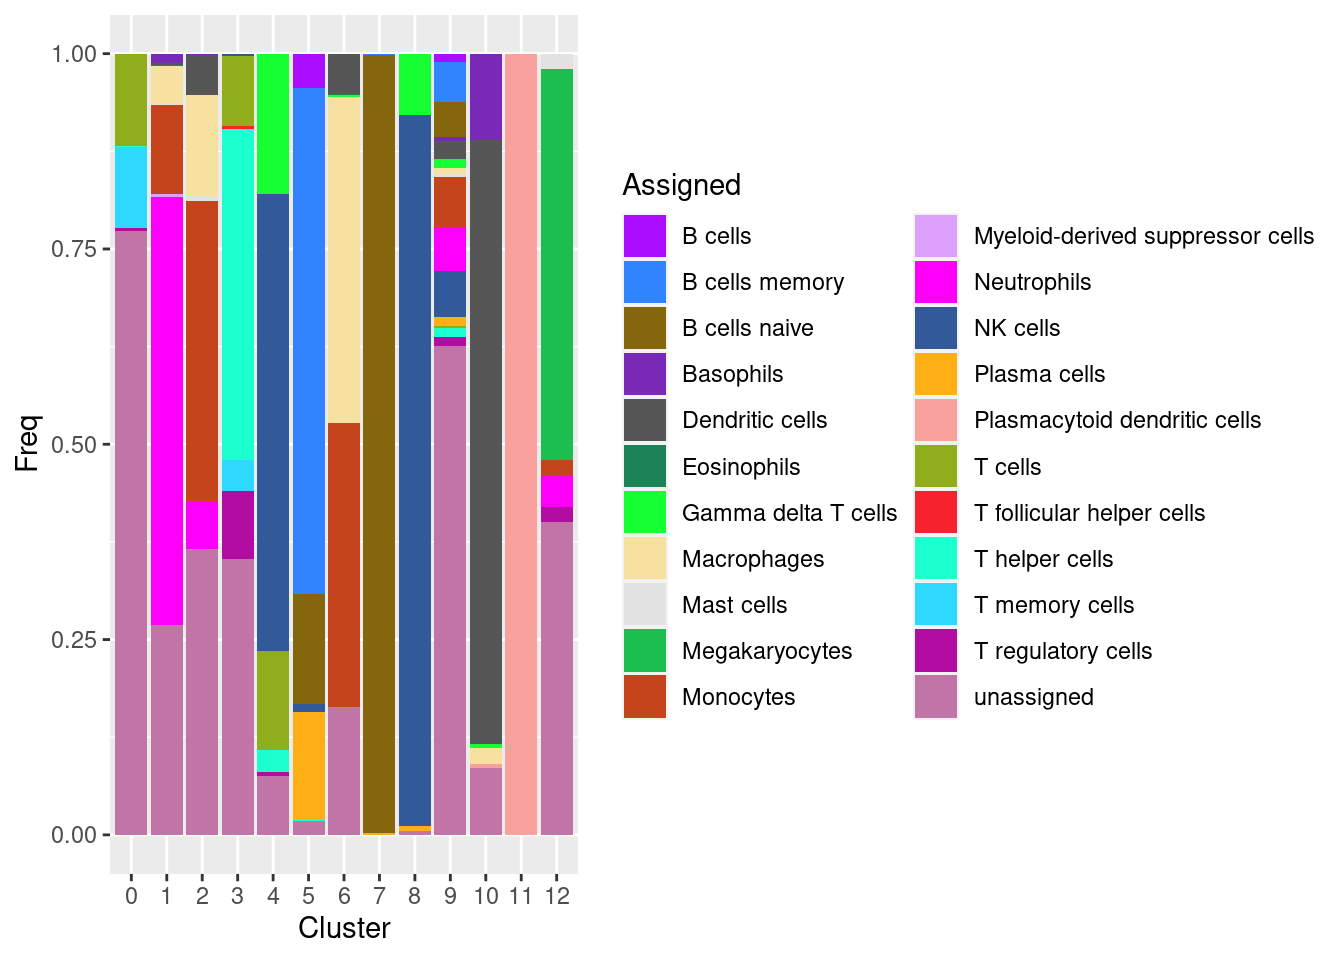 1.00
0.75
0.50
0.25
0.00
Freq
0 1 2 3 4 5 6 7 8 9 10 11 12
Cluster
Assigned
B cells
B cells memory
B cells naive
Basophils
Dendritic cells
Eosinophils
Gamma delta T cells
Macrophages
Mast cells
Megakaryocytes
Monocytes
Myeloid-derived suppressor cells
Neutrophils
NK cells
Plasma cells
Plasmacytoid dendritic cells
T cells
T follicular helper cells
T helper cells
T memory cells
T regulatory cells
unassigned